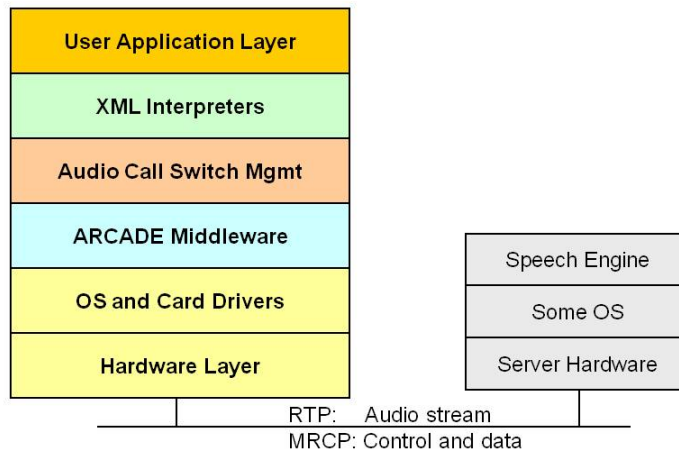 User Application Layer
XML Interpreters
Audio Call Switch Mgmt
ARCADE Middleware
OS and Card Drivers
Hardware Layer
Speech Engine
Some OS
Server Hardware
RTP: Audio stream
MRCP: Control and data